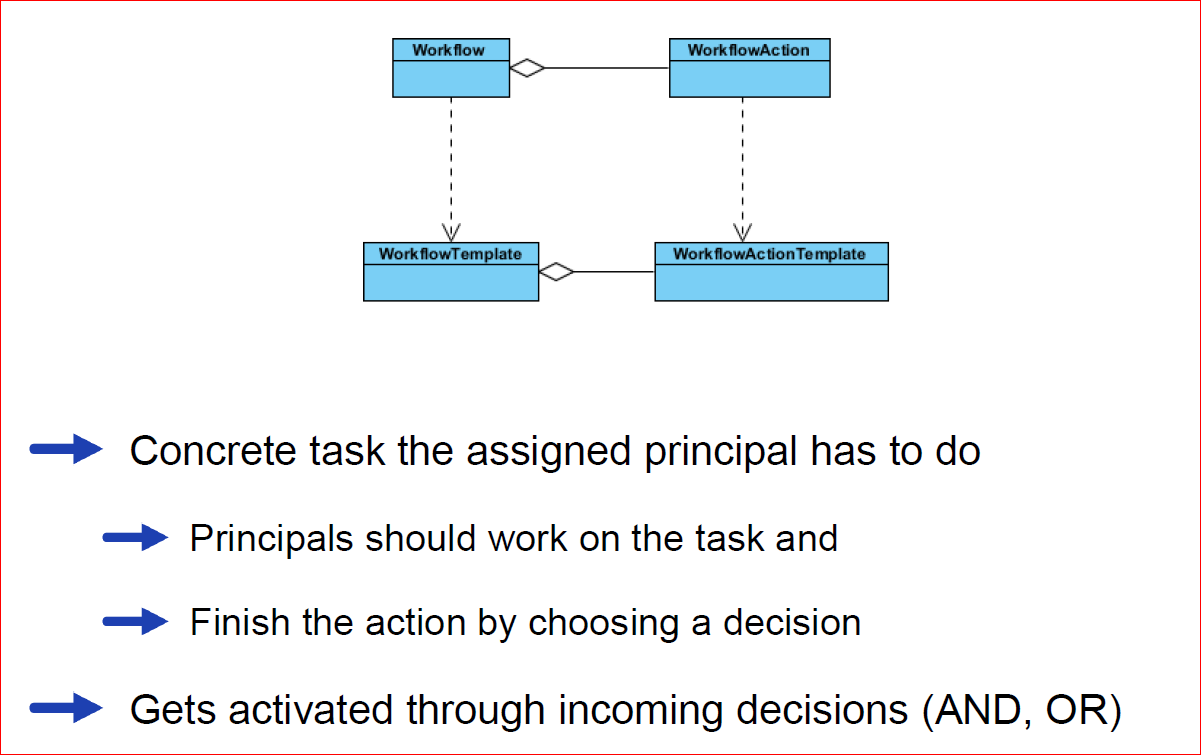 Workflow
WorkflowAction
WorkflowTemplate
WorkflowActionTemplate
Concrete task the assigned principal has to do
Principals should work on the task and
Finish the action by choosing a decision
Gets activated through incoming decisions (AND, OR)